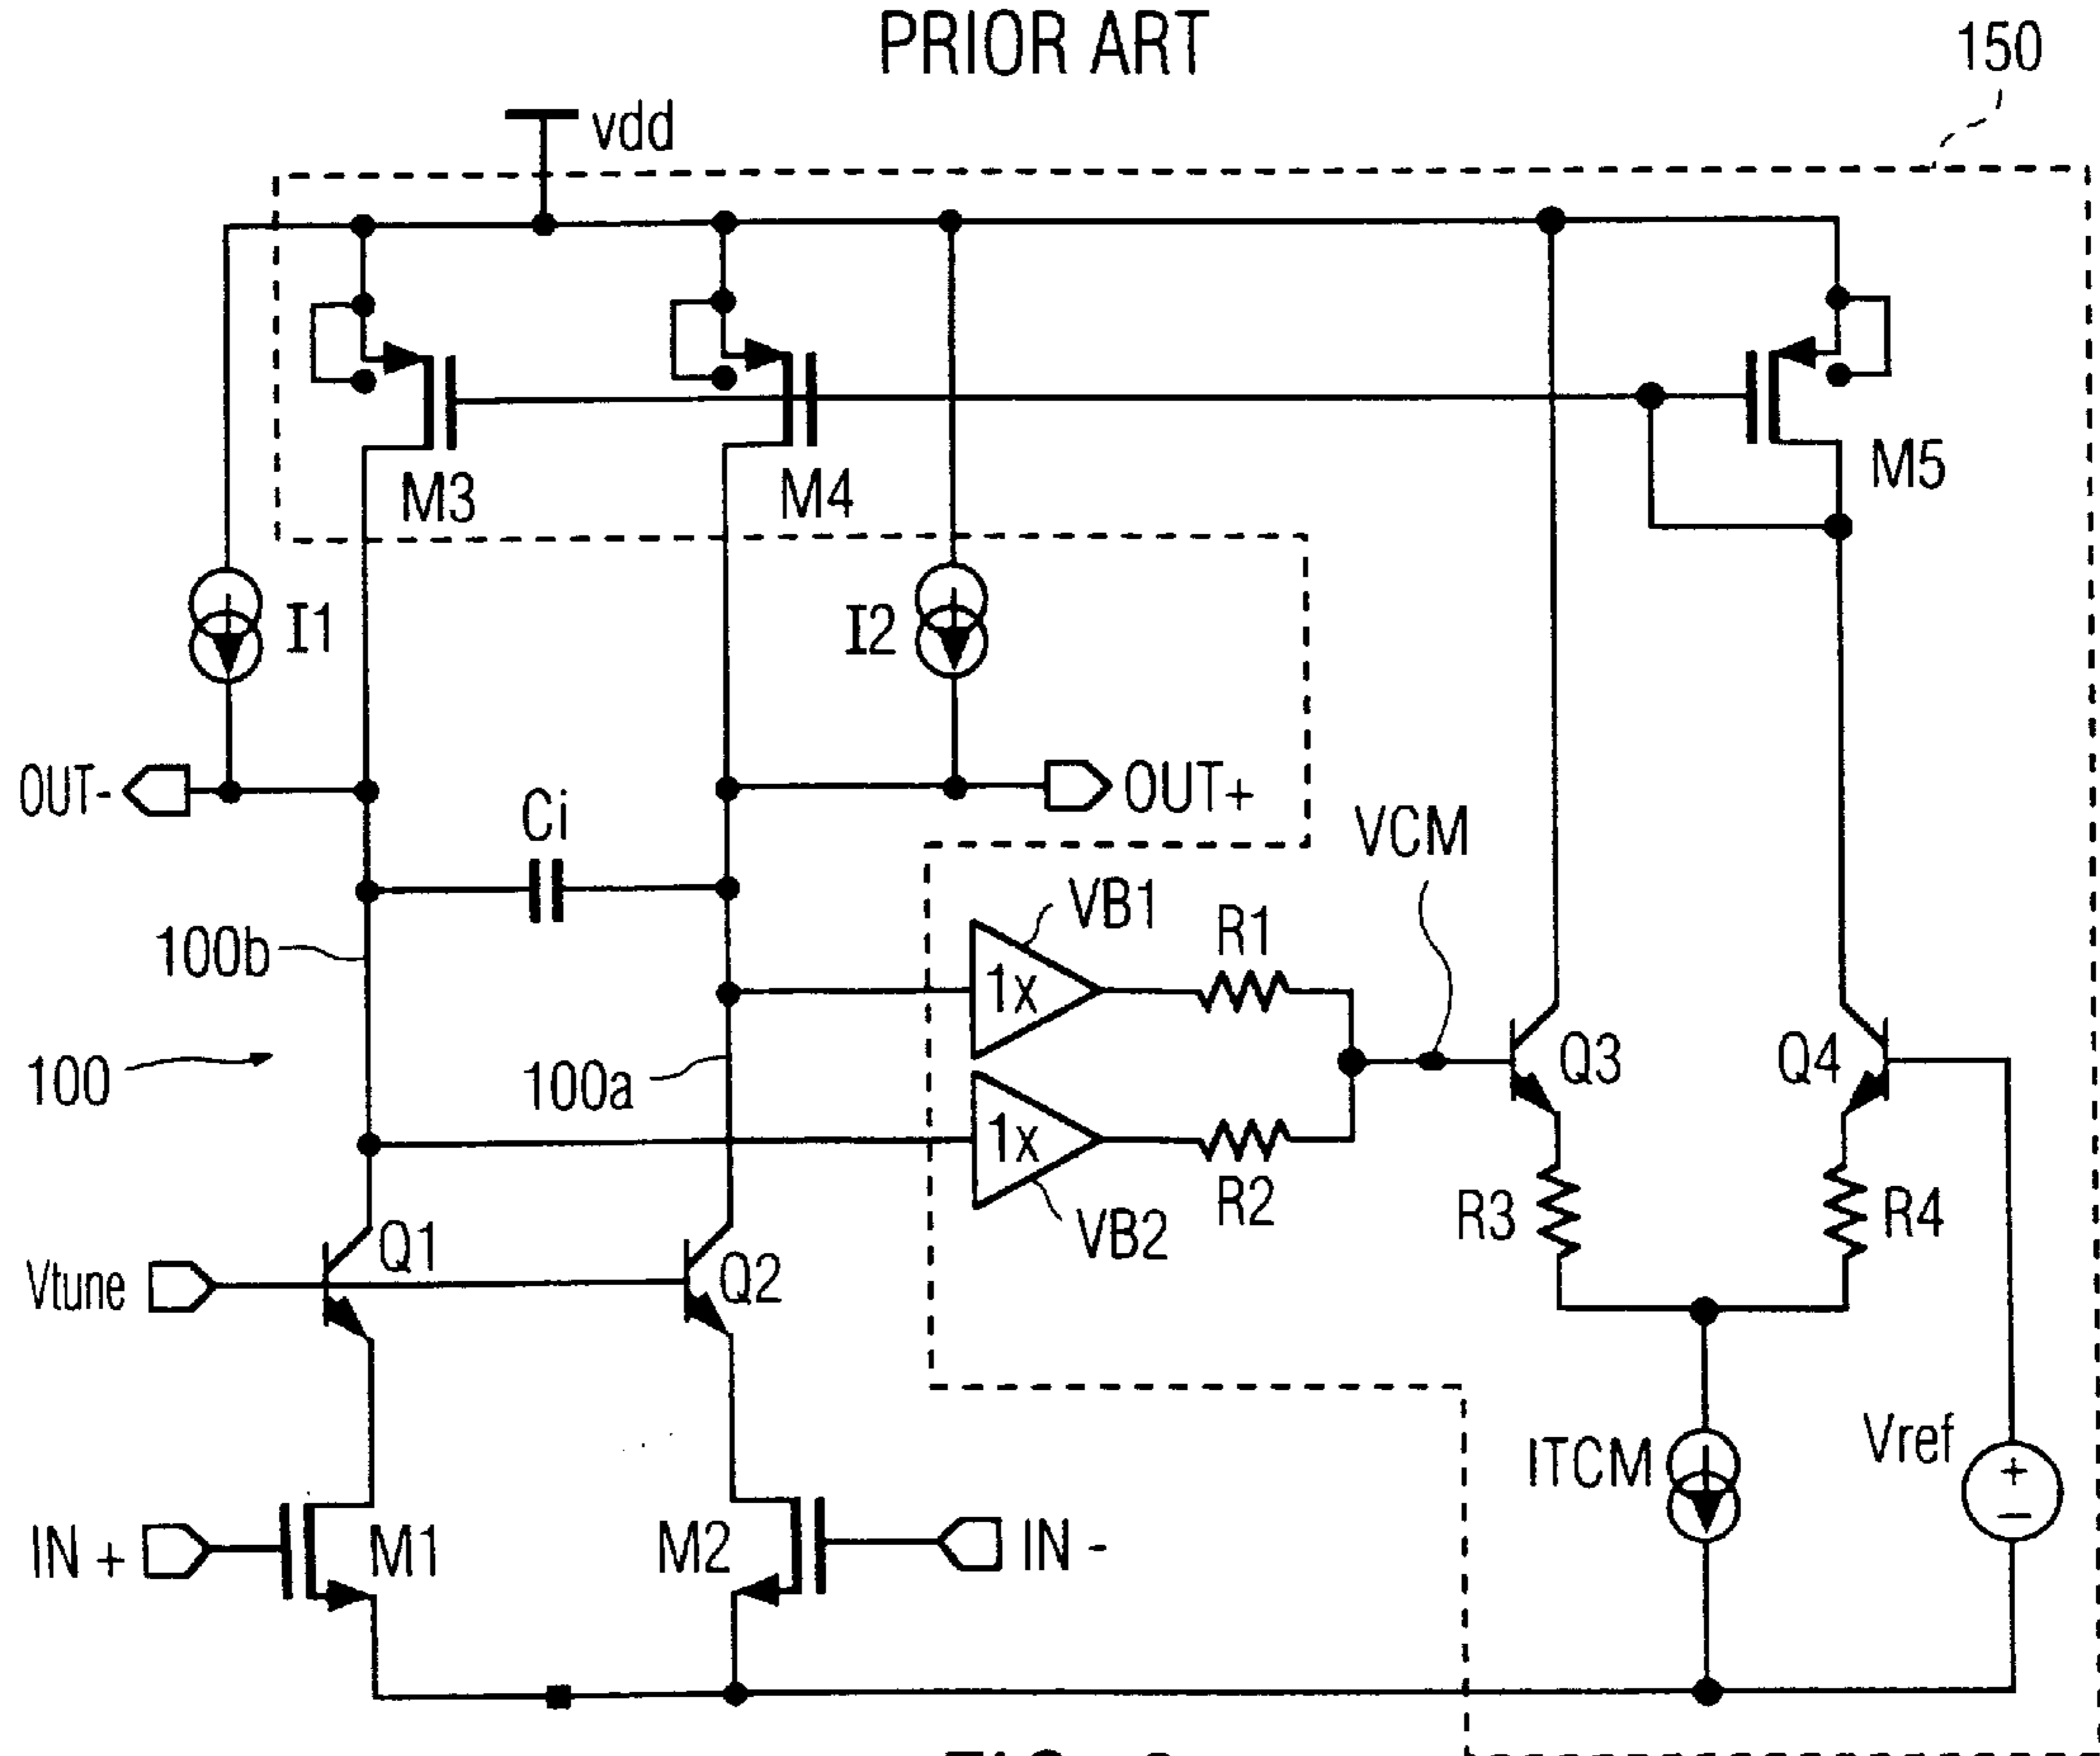 PRIOR ART
150
vdd
M3
M4
M5
I1
I2
OUT-
OUT+
Ci
VCM
VB1
R1
100b
1x
Q3
Q4
100
100a
1x
R2
VB2
R3
R4
Q1
Q2
Vtune
ITCM
Vref
+
-
IN +
M1
M2
IN -